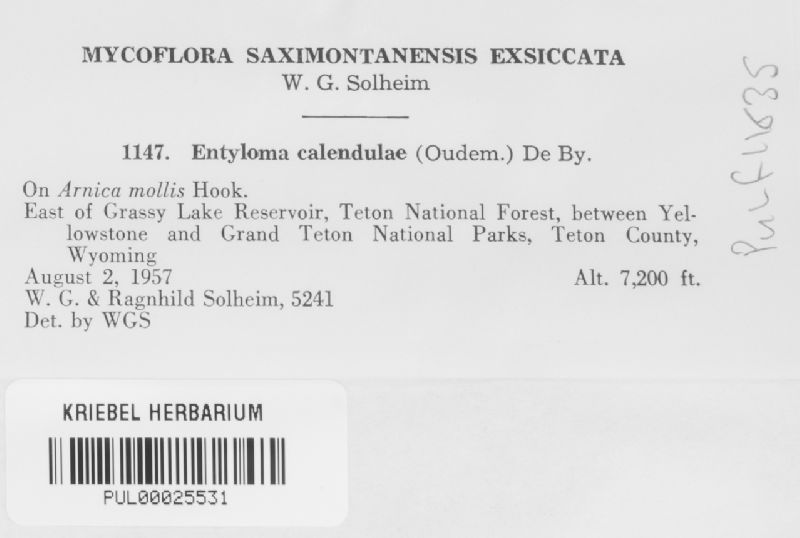 MYCOFLORA SAXIMONTANENSIS EXSICCATA
W. G. Solheim
1147. Entyloma calendulae (Oudem.) De By.
On Arnica mollis Hook.
East of Grassy Lake Reservoir, Teton National Forest, between Yel-
lowstone and Grand Teton National Parks, Teton County,
Wyoming
August 2, 1957 Alt. 7,200 ft.
W. G. & Ragnhild Solheim, 5241
Det. by WGS
KRIEBEL HERBARIUM
PUL00025531